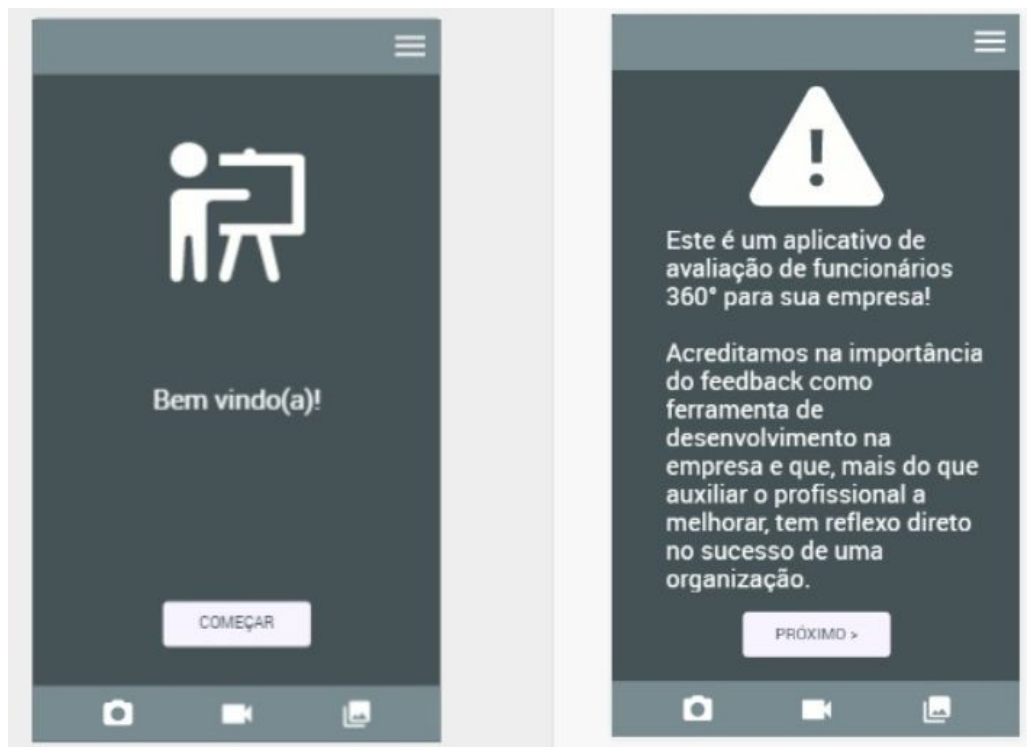 Bem vindo(a)!
COMEÇAR
Este é um aplicativo de
avaliação de funcionários
360° para sua empresa!
Acreditamos na importância
do feedback como
ferramenta de
desenvolvimento na
empresa e que, mais do que
auxiliar o profissional a
melhorar, tem reflexo direto
no sucesso de uma
organização.
PRÓXIMO >